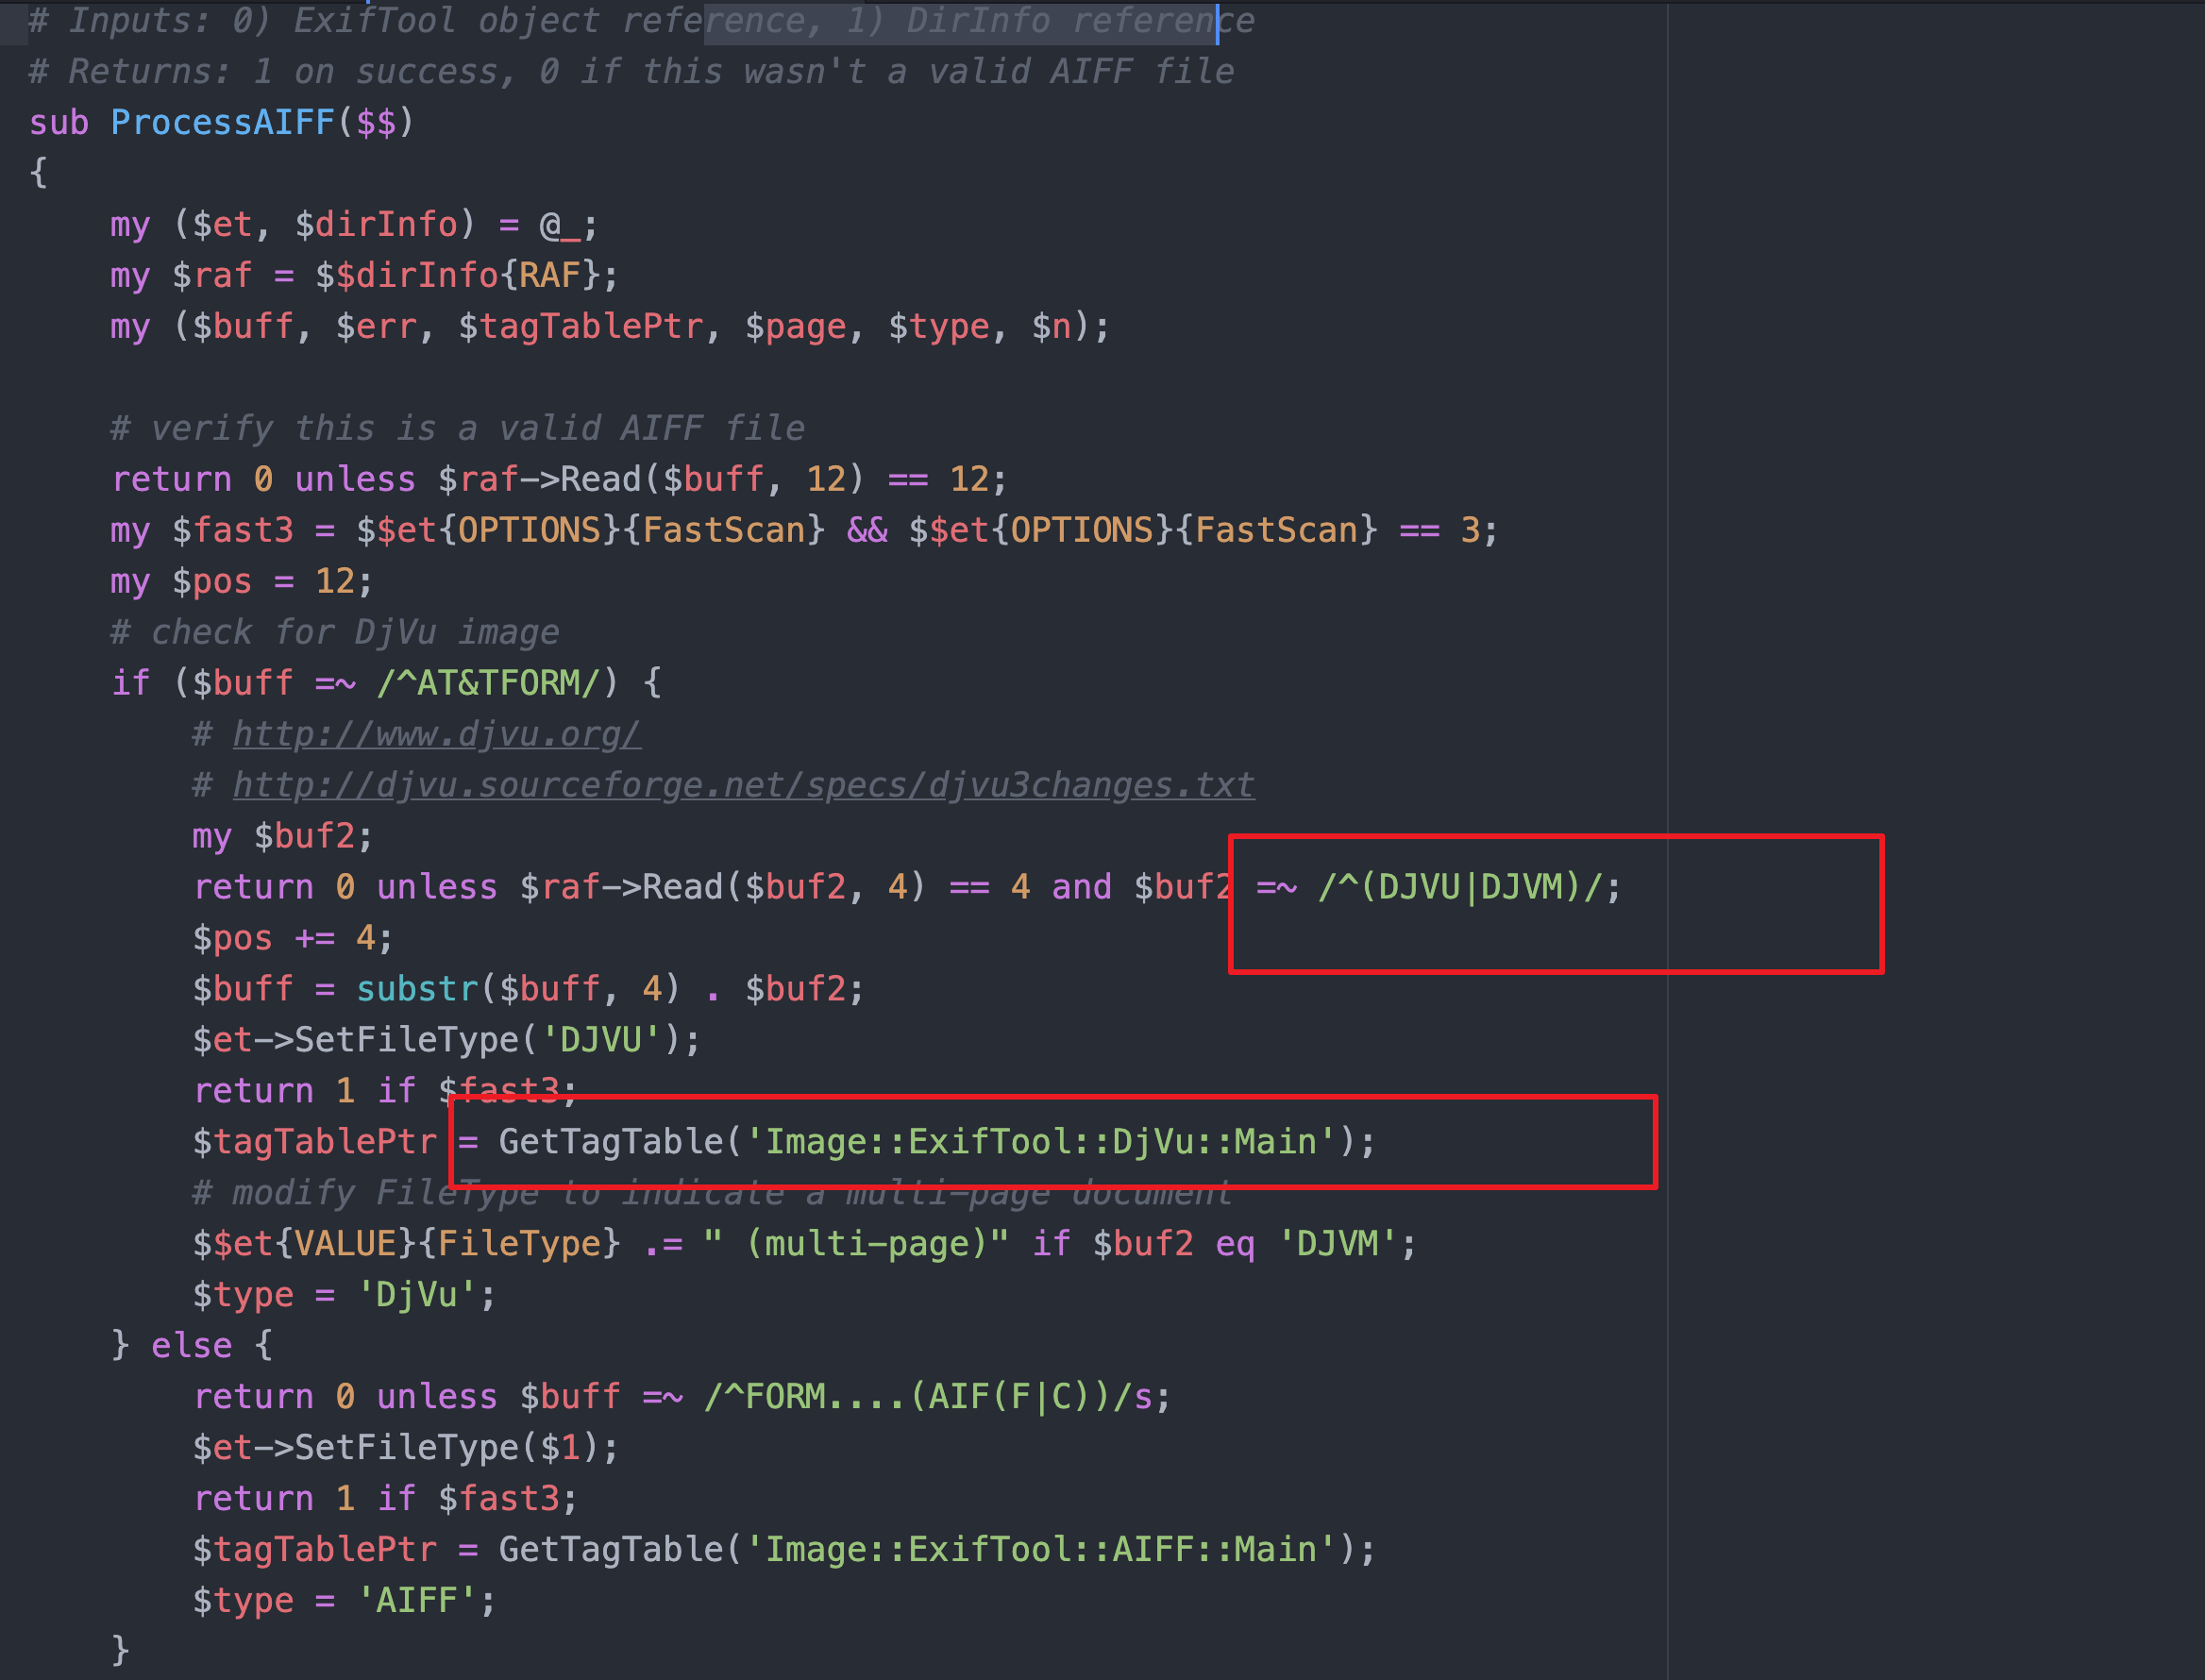 # Inputs: 0) ExifTool object reference, 1) DirInfo reference
# Returns: 1 on success, 0 if this wasn't a valid AIFF file
sub ProcessAIFF($$)
{
    my ($et, $dirInfo) = @_;
    my $raf = $$dirInfo{RAF};
    my ($buff, $err, $tagTablePtr, $page, $type, $n);

    # verify this is a valid AIFF file
    return 0 unless $raf->Read($buff, 12) == 12;
    my $fast3 = $$et{OPTIONS}{FastScan} && $$et{OPTIONS}{FastScan} == 3;
    my $pos = 12;
    # check for DjVu image
    if ($buff =~ /^AT&TFORM/) {
        # http://www.djvu.org/
        # http://djvu.sourceforge.net/specs/djvu3changes.txt
        my $buf2;
        return 0 unless $raf->Read($buf2, 4) == 4 and $buf2 =~ /^(DJVU|DJVM)/;
        $pos += 4;
        $buff = substr($buff, 4) . $buf2;
        $et->SetFileType('DJVU');
        return 1 if $fast3;
        $tagTablePtr = GetTagTable('Image::ExifTool::DjVu::Main');
        # modify FileType to indicate a multi-page document
        $$et{VALUE}{FileType} .= " (multi-page)" if $buf2 eq 'DJVM';
        $type = 'DjVu';
    } else {
        return 0 unless $buff =~ /^FORM....(AIF(F|C))/s;
        $et->SetFileType($1);
        return 1 if $fast3;
        $tagTablePtr = GetTagTable('Image::ExifTool::AIFF::Main');
        $type = 'AIFF';
    }